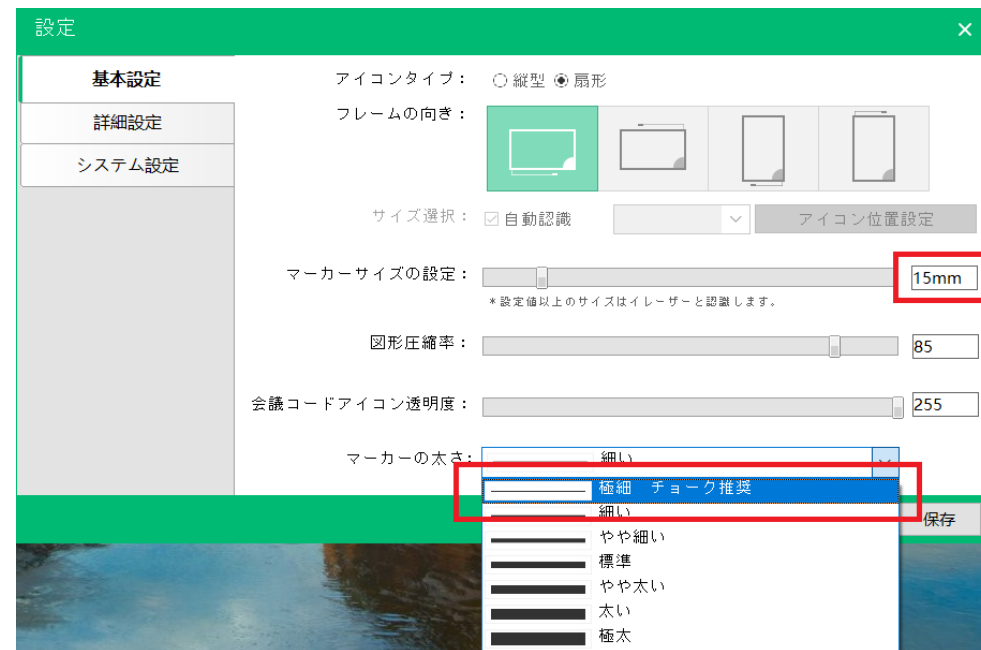 設定
基本設定
詳細設定
システム設定
アイコンタイプ： 縦型 扇形
フレームの向き：
サイズ選択： 自動認識 アイコン位置設定
マーカーサイズの設定： 15mm
*設定値以上のサイズはイレーザーと認識します。
図形圧縮率： 85
会議コードアイコン透明度： 255
マーカーの太さ： 細い
極細　チョーク推奨
細い
やや細い
標準
やや太い
太い
極太
保存